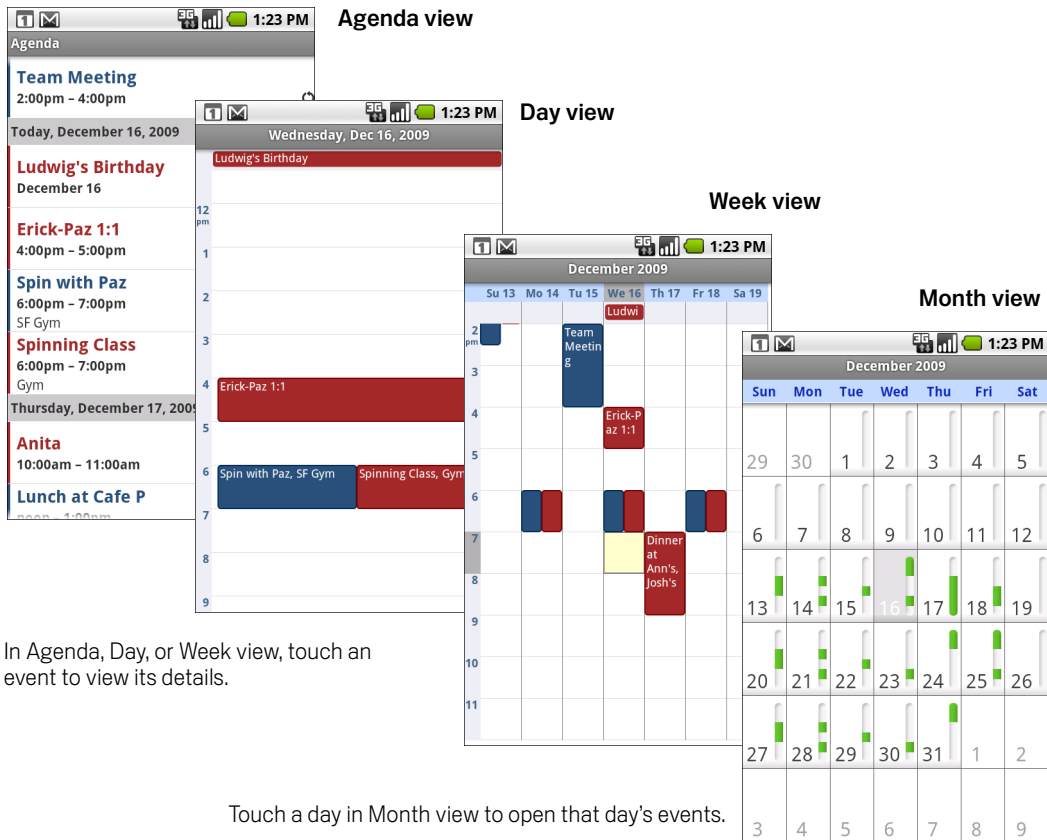 Agenda view
1:23 PM
Agenda
Team Meeting
2:00pm – 4:00pm
Today, December 16, 2009
Ludwig's Birthday
December 16
Erick-Paz 1:1
4:00pm – 5:00pm
Spin with Paz
6:00pm – 7:00pm
SF Gym
Spinning Class
6:00pm – 7:00pm
Gym
Thursday, December 17, 2009
Anita
10:00am – 11:00am
Lunch at Cafe P
noon – 1:00pm
Day view
1 3G 1:23 PM
Wednesday, Dec 16, 2009
Ludwig's Birthday
12
pm
1
2
3
4 Erick-Paz 1:1
5
6 Spin with Paz, SF Gym Spinning Class, Gym
7
8
9
Week view
1 3G 1:23 PM
December 2009
Su 13 Mo 14 Tu 15 We 16 Th 17 Fr 18 Sa 19
Ludwi
2
pm
Team
Meetin
g
3
4
Erick-P
az 1:1
5
6
7
Dinner
at
Ann's,
Josh's
8
9
10
11
Month view
1 3G 1:23 PM
December 2009
Sun Mon Tue Wed Thu Fri Sat
29 30 1 2 3 4 5
6 7 8 9 10 11 12
13 14 15 16 17 18 19
20 21 22 23 24 25 26
27 28 29 30 31 1 2
3 4 5 6 7 8 9
In Agenda, Day, or Week view, touch an
event to view its details.
Touch a day in Month view to open that day's events.